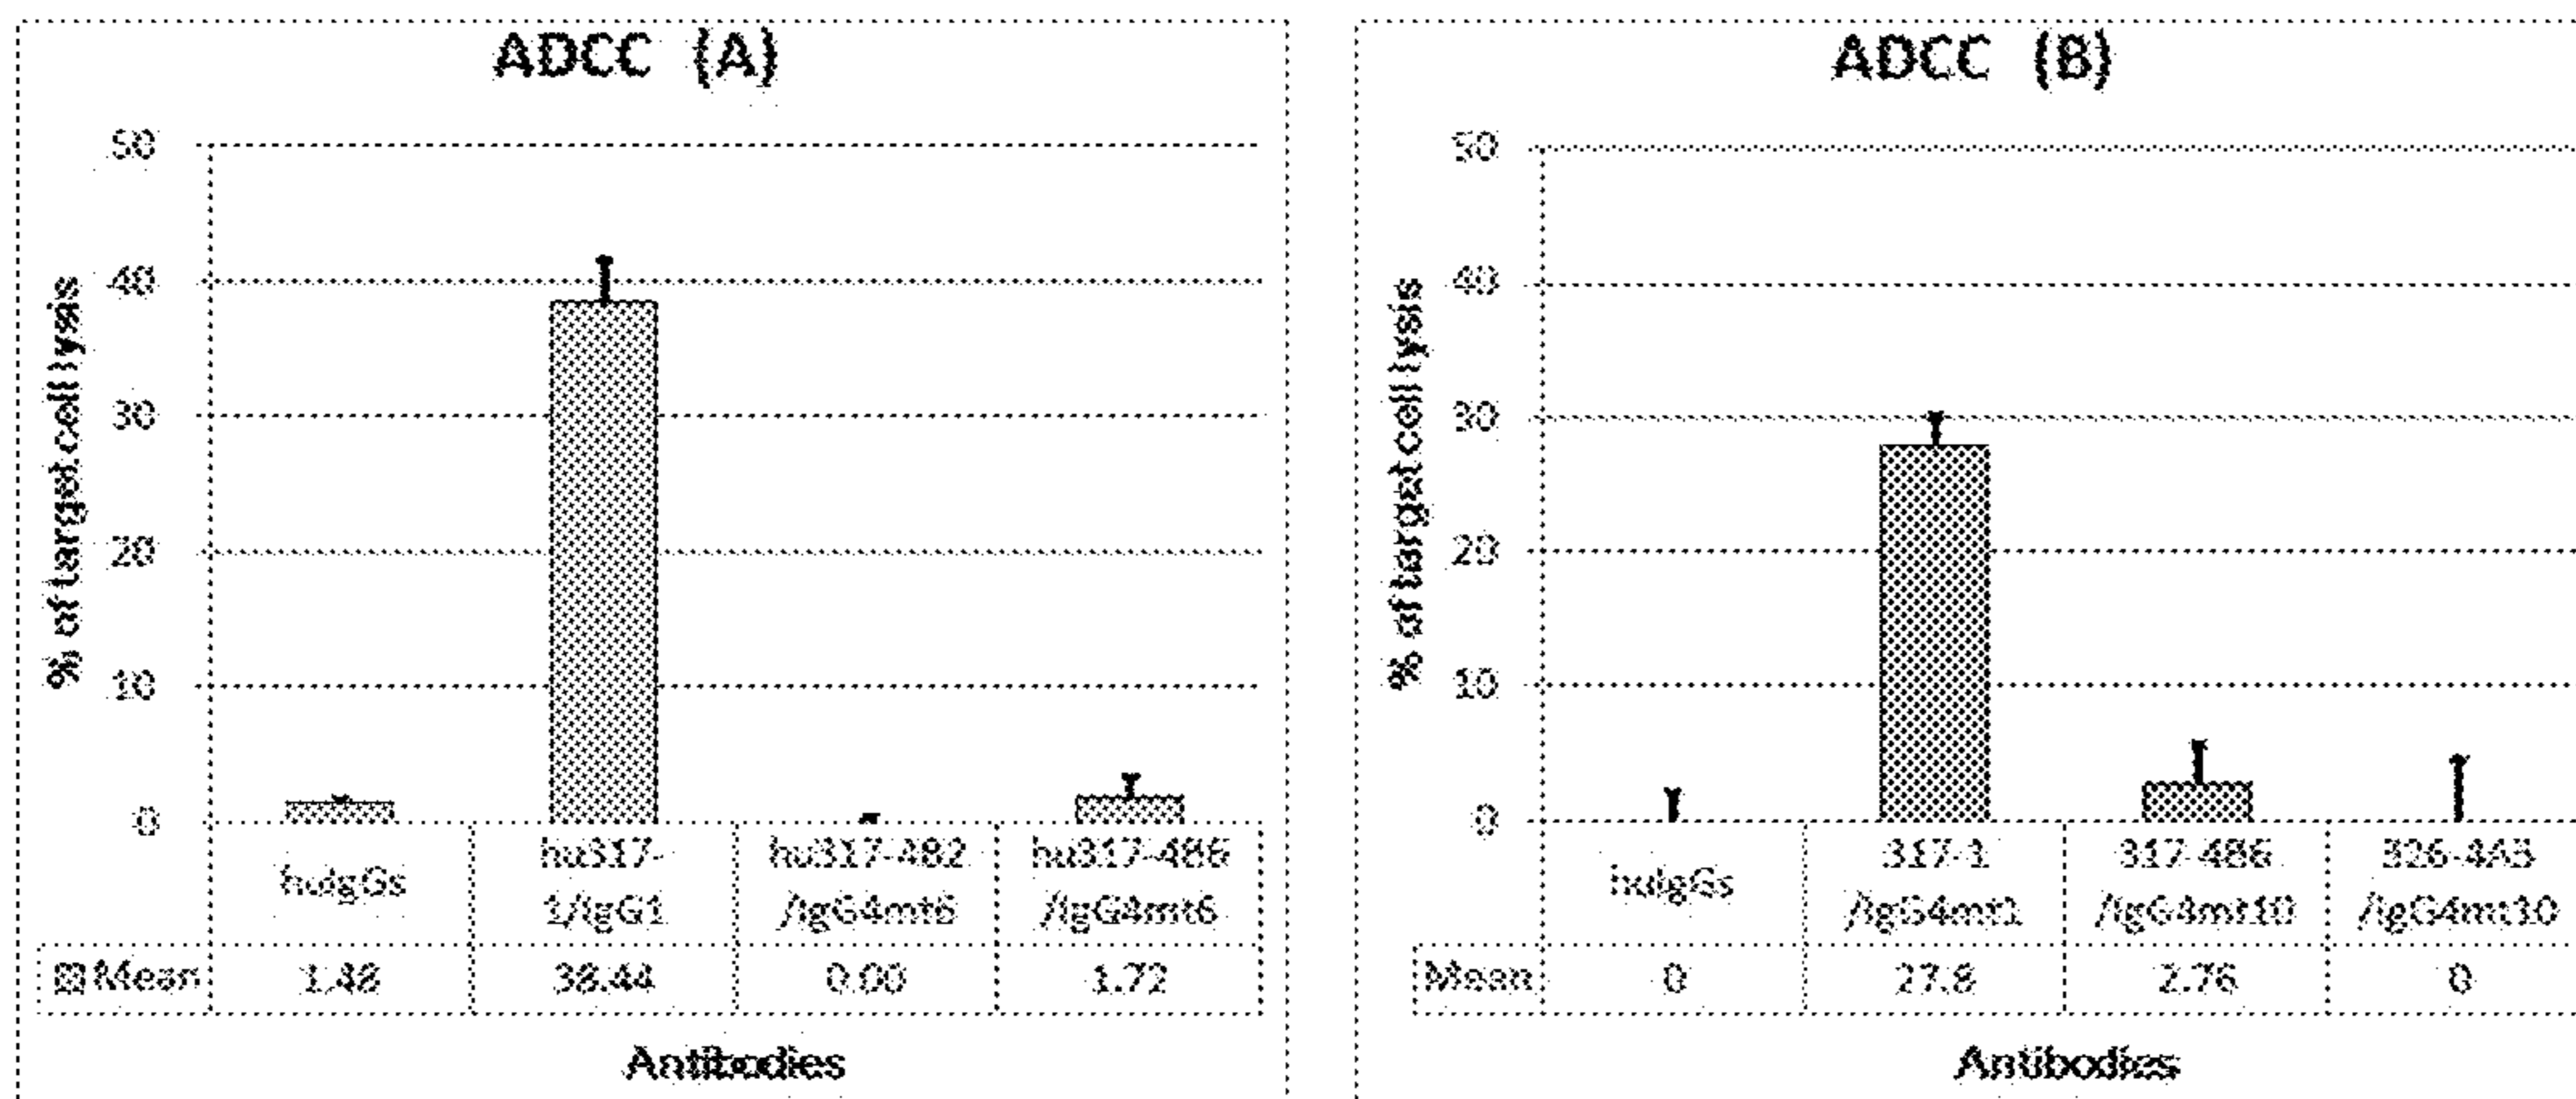 ADCC (A)
% of target cell lysis
50
40
30
20
10
0
huIgGs
hu317-
1/IgG1
hu317-4B2
/IgG4mt6
hu317-4B6
/IgG4mt6
Mean
1.48
38.44
0.00
1.72
Antibodies
ADCC (B)
% of target cell lysis
50
40
30
20
10
0
huIgGs
317-1
/IgG4mt1
317-4B6
/IgG4mt10
326-4A3
/IgG4mt10
Mean
0
27.8
2.76
0
Antibodies